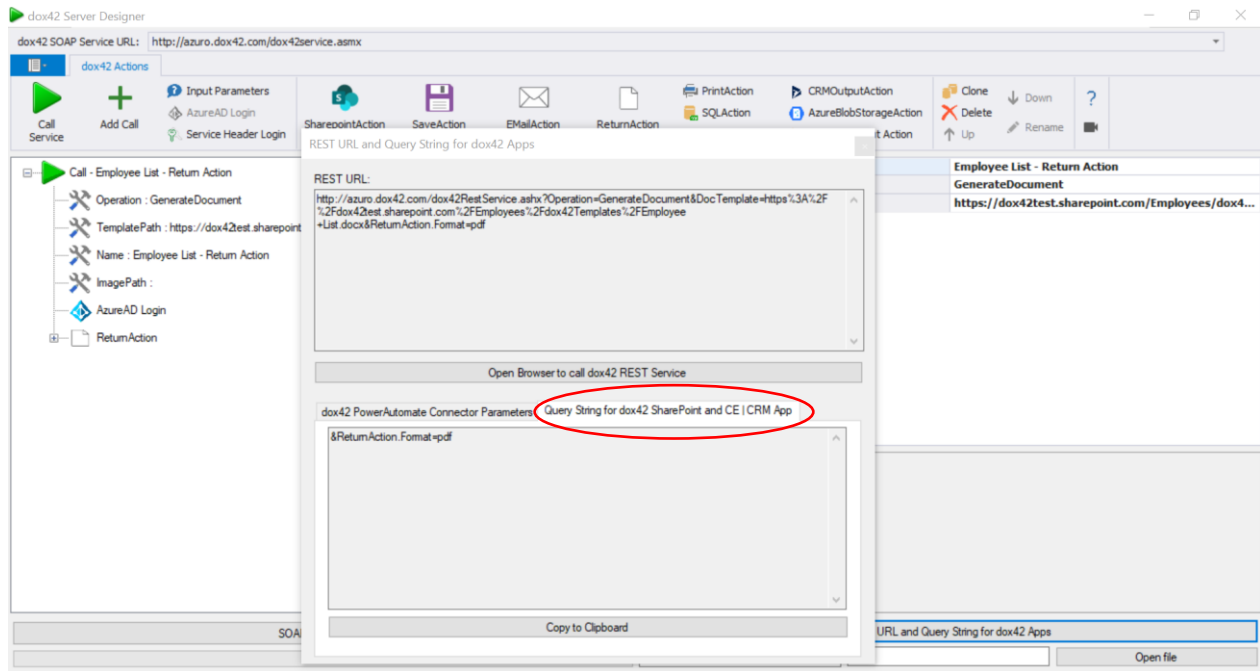 dox42 Server Designer
dox42 SOAP Service URL: http://azuro.dox42.com/dox42service.asmx
dox42 Actions
Call Service
Add Call
Input Parameters
AzureAD Login
Service Header Login
SharepointAction
SaveAction
EMailAction
ReturnAction
PrintAction
SQLAction
CRMOutputAction
AzureBlobStorageAction
t Action
Clone
Delete
Up
Down
Rename
?
Call - Employee List - Return Action
Operation : GenerateDocument
TemplatePath : https://dox42test.sharepoint
Name : Employee List - Return Action
ImagePath :
AzureAD Login
ReturnAction
REST URL and Query String for dox42 Apps
REST URL:
http://azuro.dox42.com/dox42RestService.ashx?Operation=GenerateDocument&DocTemplate=https%3A%2F
%2Fdox42test.sharepoint.com%2FEmployees%2Fdox42Templates%2FEmployee
+List.docx&ReturnAction.Format=pdf
Open Browser to call dox42 REST Service
dox42 PowerAutomate Connector Parameters
Query String for dox42 SharePoint and CE | CRM App
&ReturnAction.Format=pdf
Copy to Clipboard
Employee List - Return Action
GenerateDocument
https://dox42test.sharepoint.com/Employees/dox4...
SOA
URL and Query String for dox42 Apps
Open file